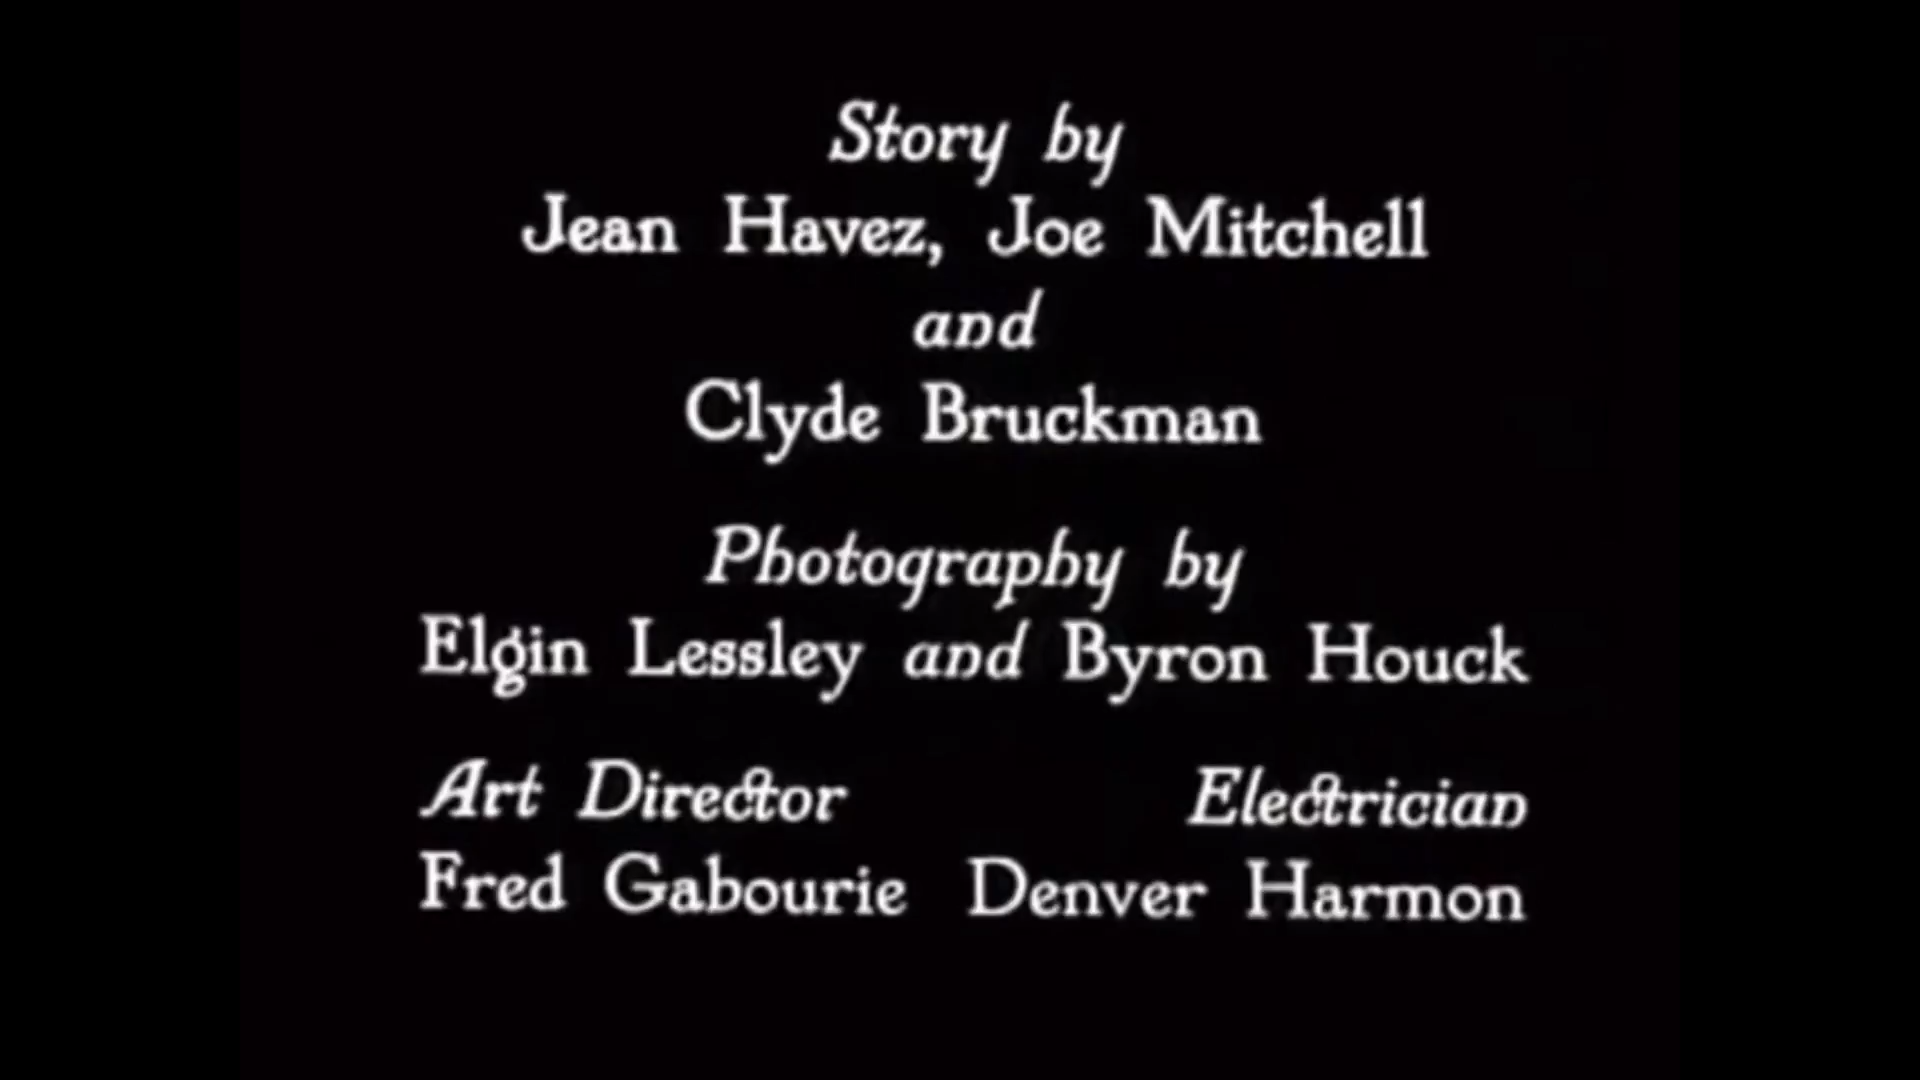 Story by
Jean Havez, Joe Mitchell
and
Clyde Bruckman
Photography by
Elgin Lessley and Byron Houck
Art Director Electrician
Fred Gabourie Denver Harmon